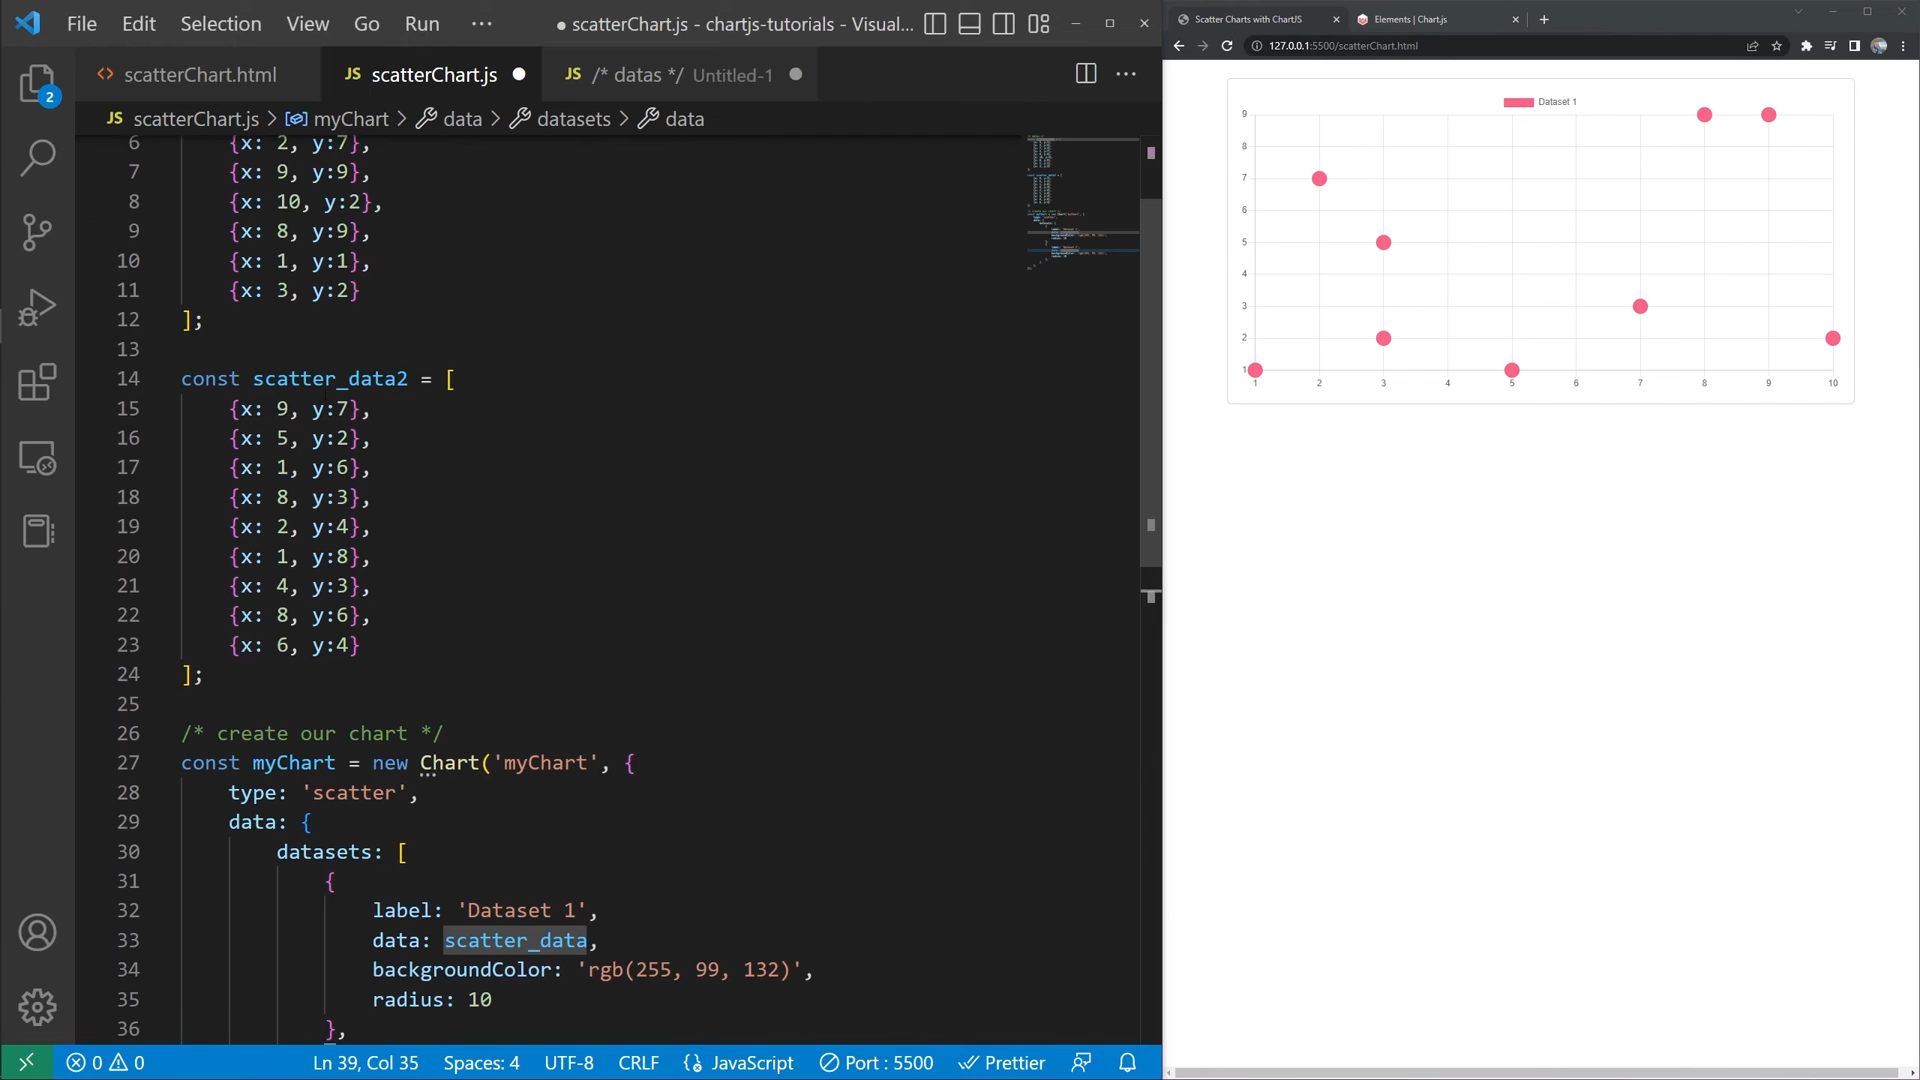 File Edit Selection View Go Run ··· ● scatterChart.js - chartjs-tutorials - Visual...
Scatter Charts with ChartJS
Elements | Chart.js
127.0.0.1:5500/scatterChart.html
2
<> scatterChart.html
JS scatterChart.js
JS /* datas */ Untitled-1
JS scatterChart.js > myChart > data > datasets > data
6 {x: 2, y:7},
7 {x: 9, y:9},
8 {x: 10, y:2},
9 {x: 8, y:9},
10 {x: 1, y:1},
11 {x: 3, y:2}
12 ];
13
14 const scatter_data2 = [
15 {x: 9, y:7},
16 {x: 5, y:2},
17 {x: 1, y:6},
18 {x: 8, y:3},
19 {x: 2, y:4},
20 {x: 1, y:8},
21 {x: 4, y:3},
22 {x: 8, y:6},
23 {x: 6, y:4}
24 ];
25
26 /* create our chart */
27 const myChart = new Chart('myChart', {
28 type: 'scatter',
29 data: {
30 datasets: [
31 {
32 label: 'Dataset 1',
33 data: scatter_data,
34 backgroundColor: 'rgb(255, 99, 132)',
35 radius: 10
36 },
0 0 Ln 39, Col 35 Spaces: 4 UTF-8 CRLF {} JavaScript Port : 5500 Prettier
Dataset 1
9
8
7
6
5
4
3
2
1
1 2 3 4 5 6 7 8 9 10